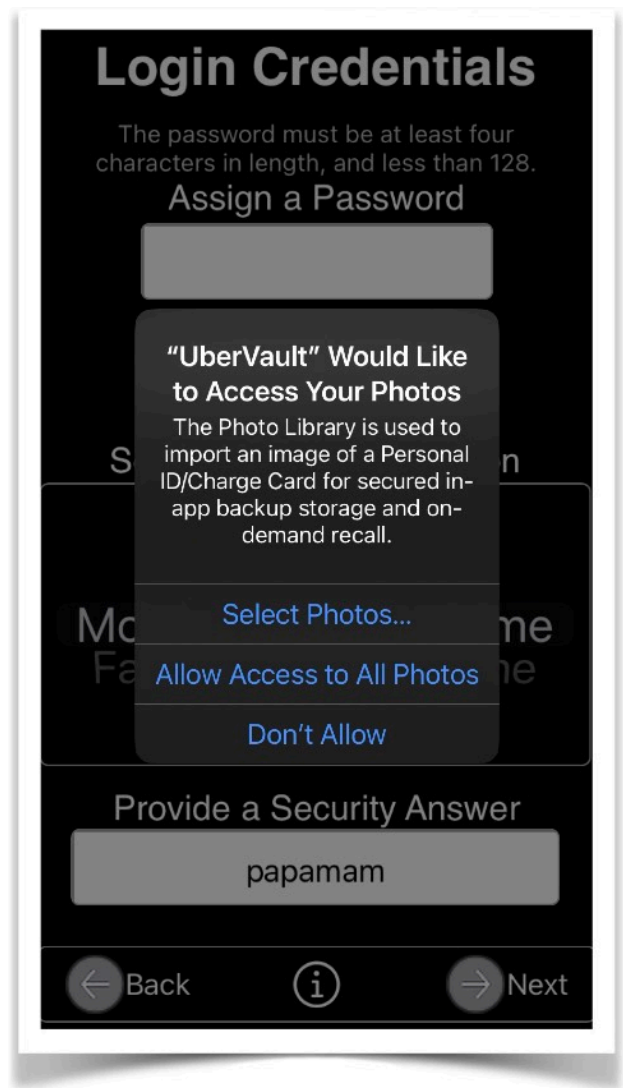 Login Credentials
The password must be at least four
characters in length, and less than 128.
Assign a Password
“UberVault” Would Like
to Access Your Photos
The Photo Library is used to
import an image of a Personal
ID/Charge Card for secured in-
app backup storage and on-
demand recall.
Select Photos...
Allow Access to All Photos
Don’t Allow
Provide a Security Answer
papamam
Back
Next